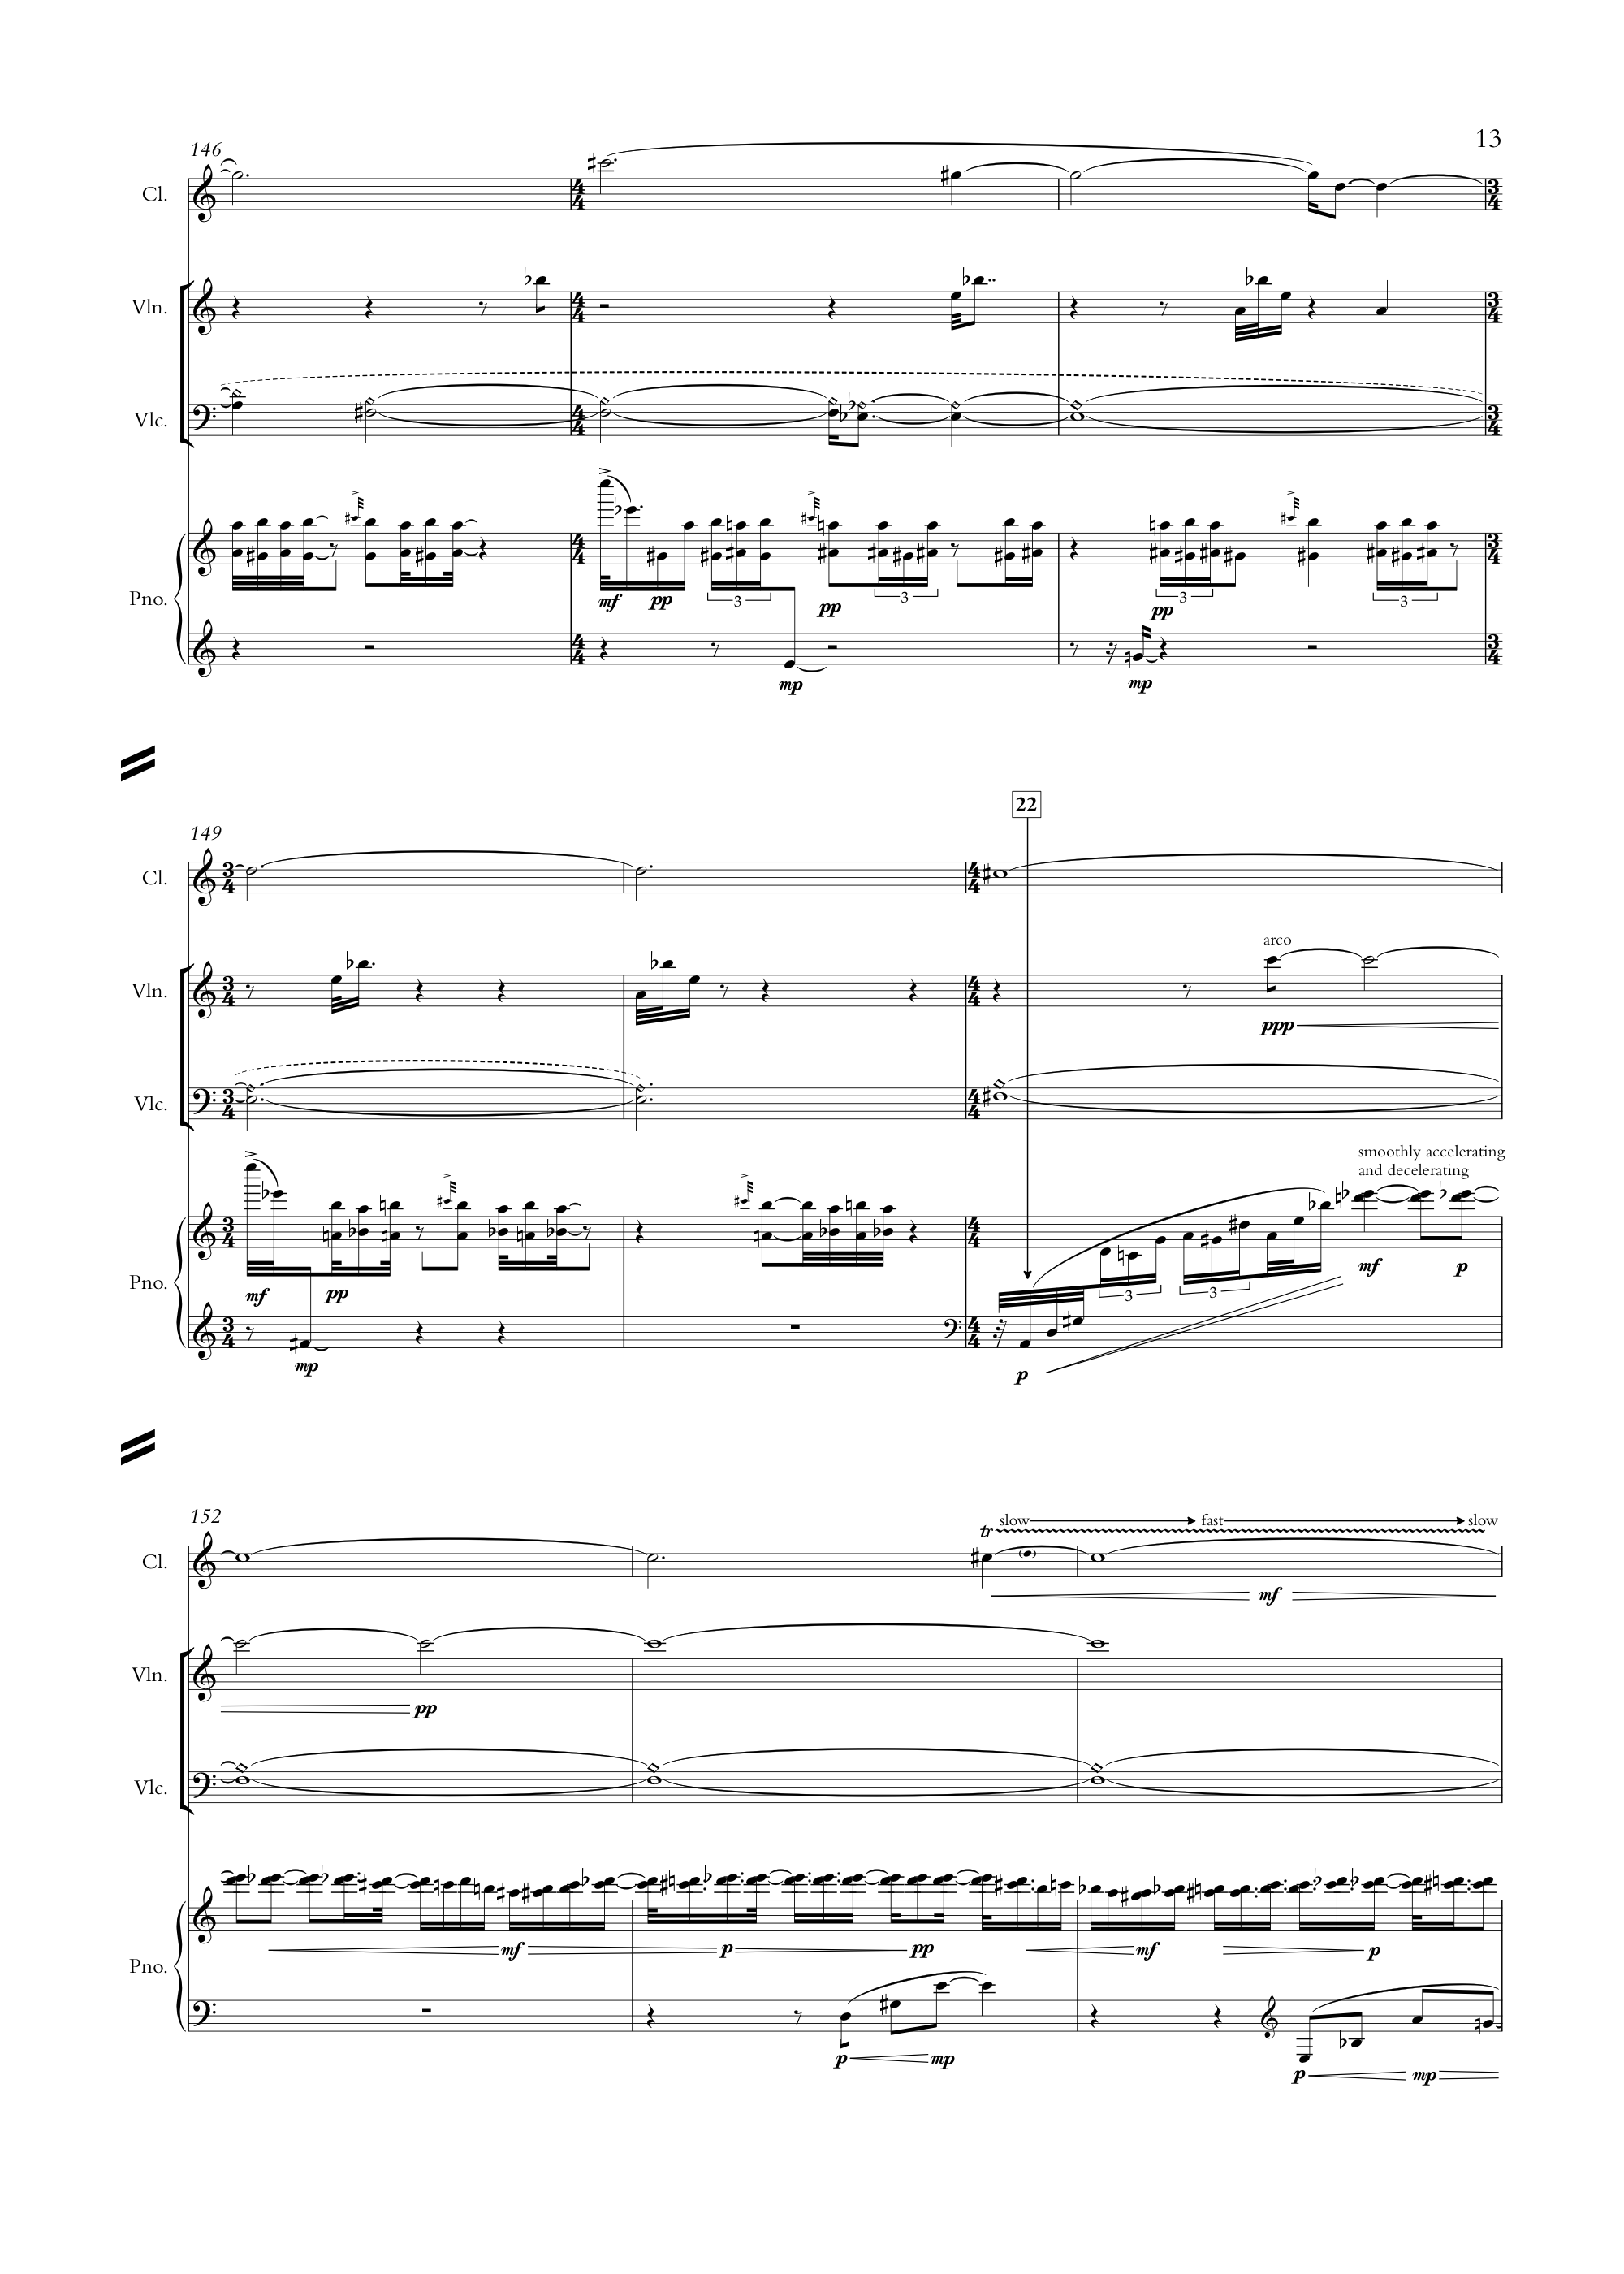 13
146
Cl.
Vln.
Vlc.
Pno.
mf pp 3 pp 3 pp 3 3
mp mp
149
22
Cl.
Vln.
arco
ppp
Vlc.
smoothly accelerating
and decelerating
Pno.
mf pp 3 3 mf p
mp p
152
slow fast slow
tr
Cl.
mf
Vln.
pp
Vlc.
Pno.
mf p pp mf p
p mp p mp